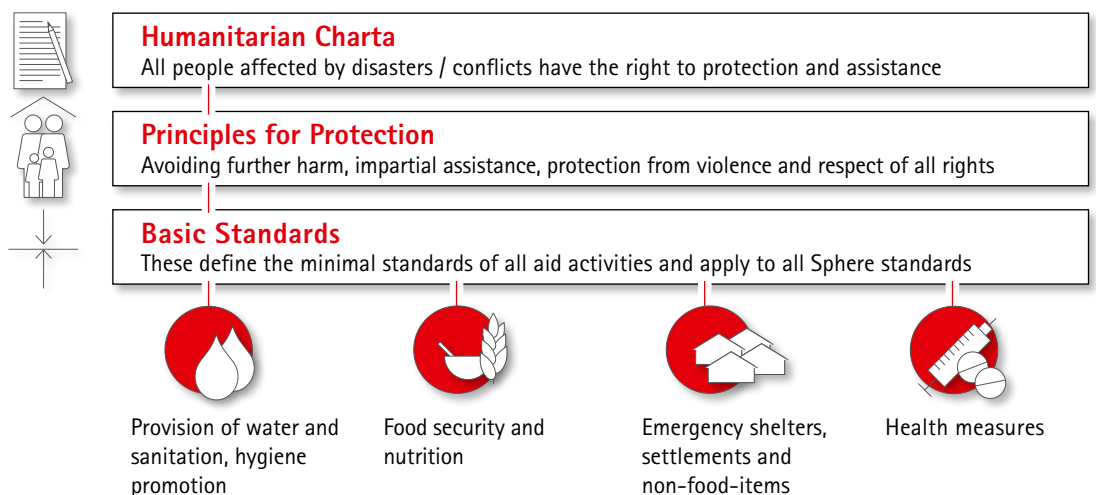 Humanitarian Charta
All people affected by disasters / conflicts have the right to protection and assistance
Principles for Protection
Avoiding further harm, impartial assistance, protection from violence and respect of all rights
Basic Standards
These define the minimal standards of all aid activities and apply to all Sphere standards
Provision of water and
sanitation, hygiene
promotion
Food security and
nutrition
Emergency shelters,
settlements and
non-food-items
Health measures